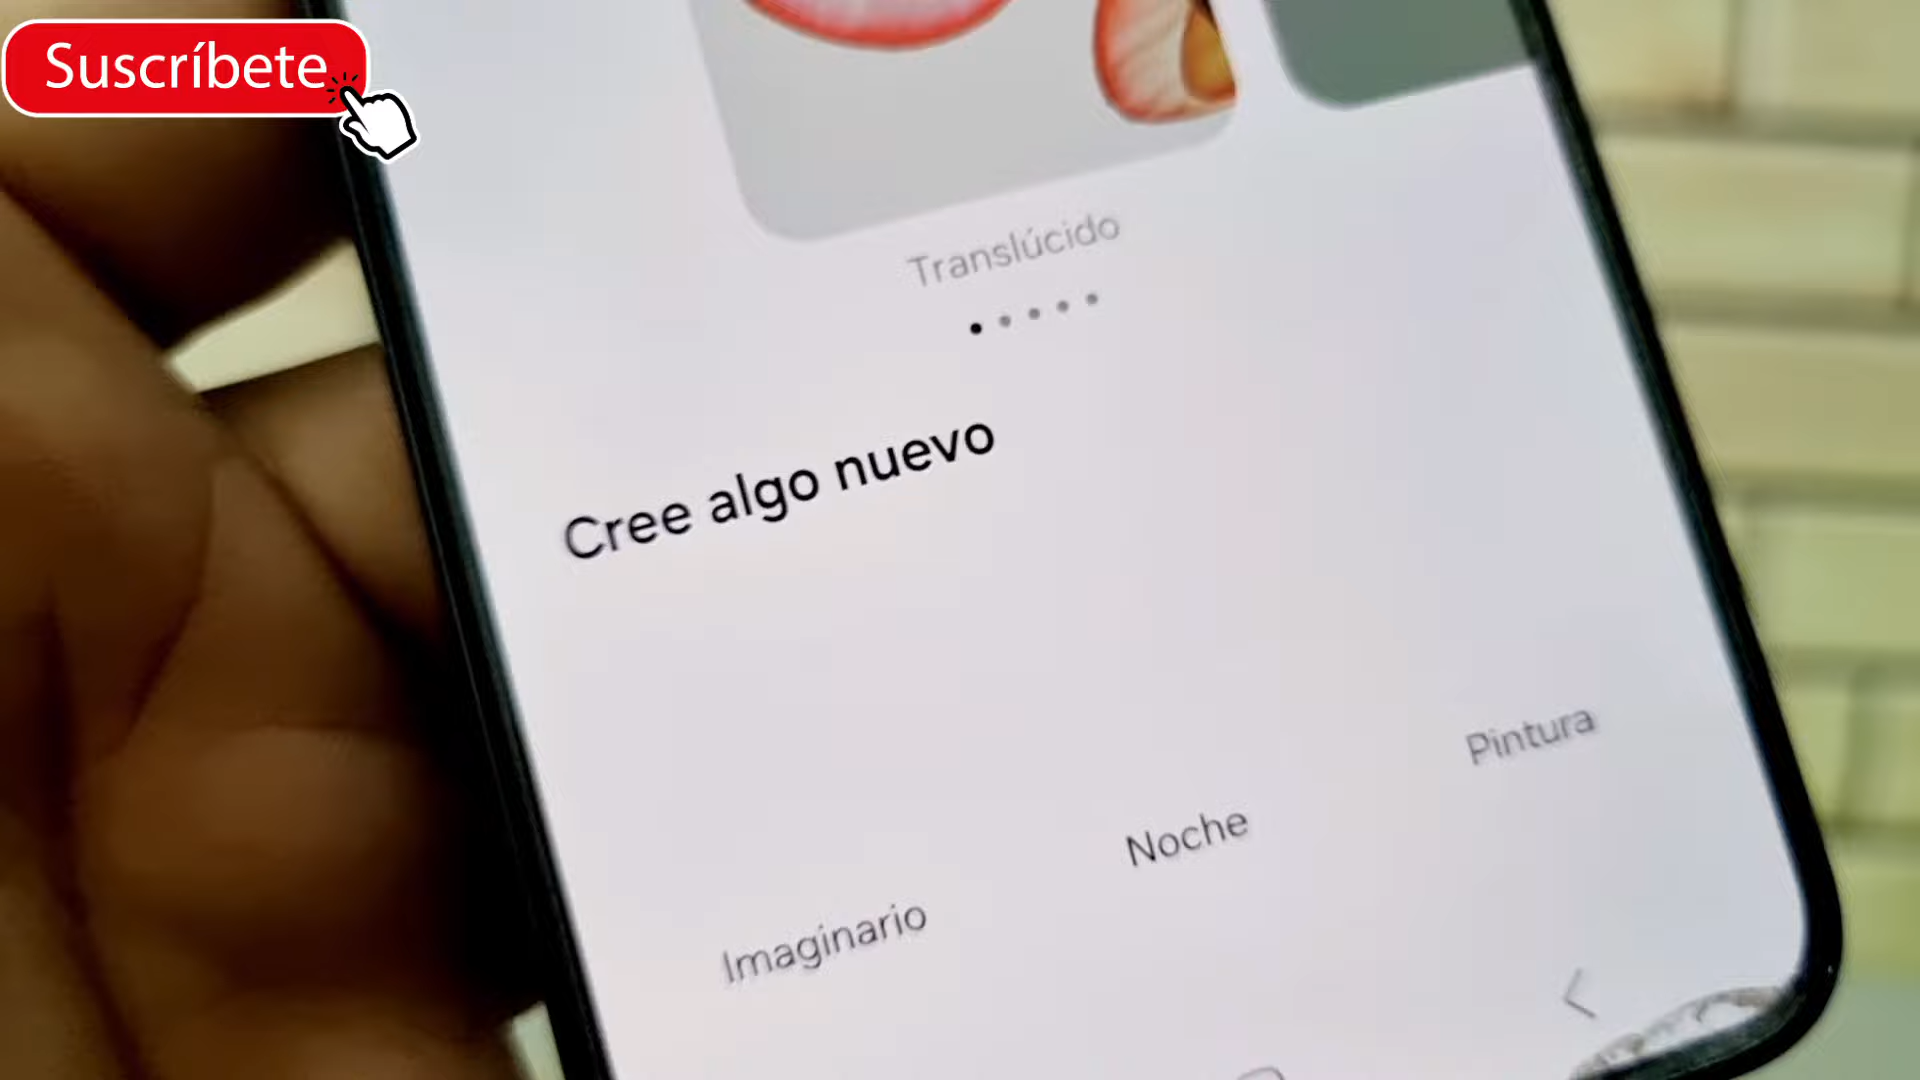 Suscríbete
Translúcido
Cree algo nuevo
Pintura
Noche
Imaginario